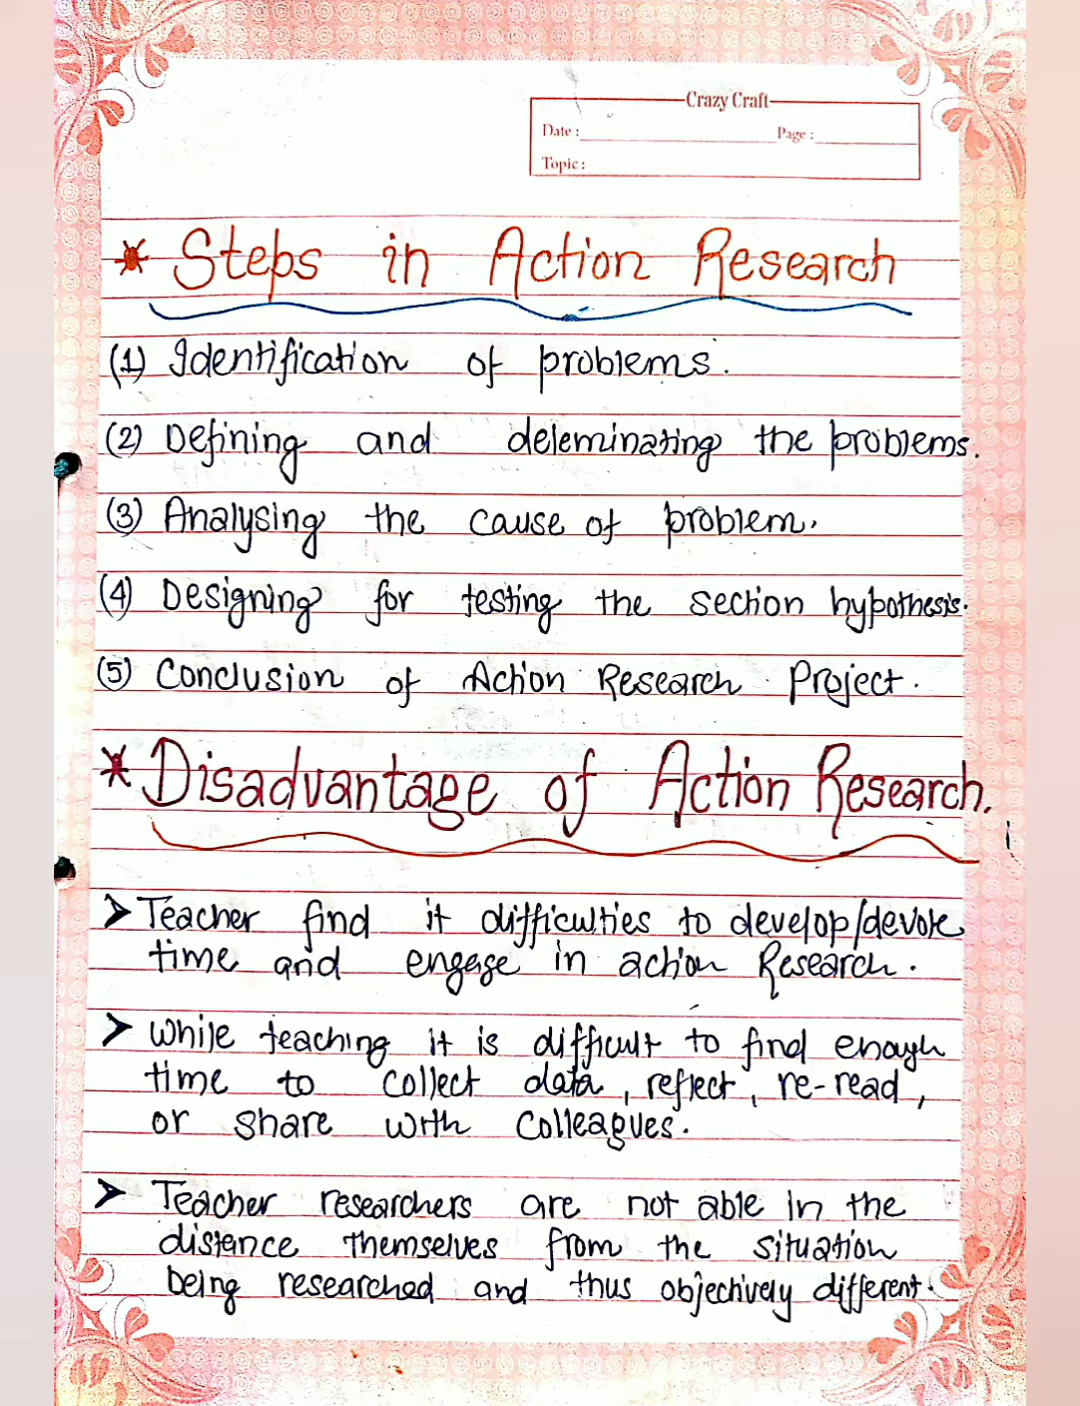 Crazy Craft
Date :
Page :
Topic :
* Steps in Action Research
(1) Identification of problems.
(2) Defining and deleminating the problems.
(3) Analysing the cause of problem.
(4) Designing for testing the section hypothesis.
(5) Conclusion of Action Research Project.
* Disadvantage of Action Research.
➤ Teacher find it difficulties to develop/devote
time and engage in action Research.
➤ While teaching it is difficult to find enough
time to collect data, reflect, re-read,
or share with colleagues.
➤ Teacher researchers are not able in the
distence themselves from the situation
being researched and thus objectively different.